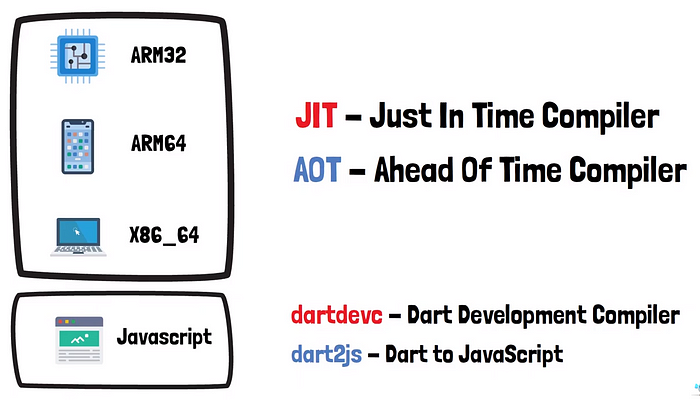 ARM32
ARM64
X86_64
JIT – Just In Time Compiler
AOT – Ahead Of Time Compiler
Javascript
dartdevc – Dart Development Compiler
dart2js – Dart to JavaScript